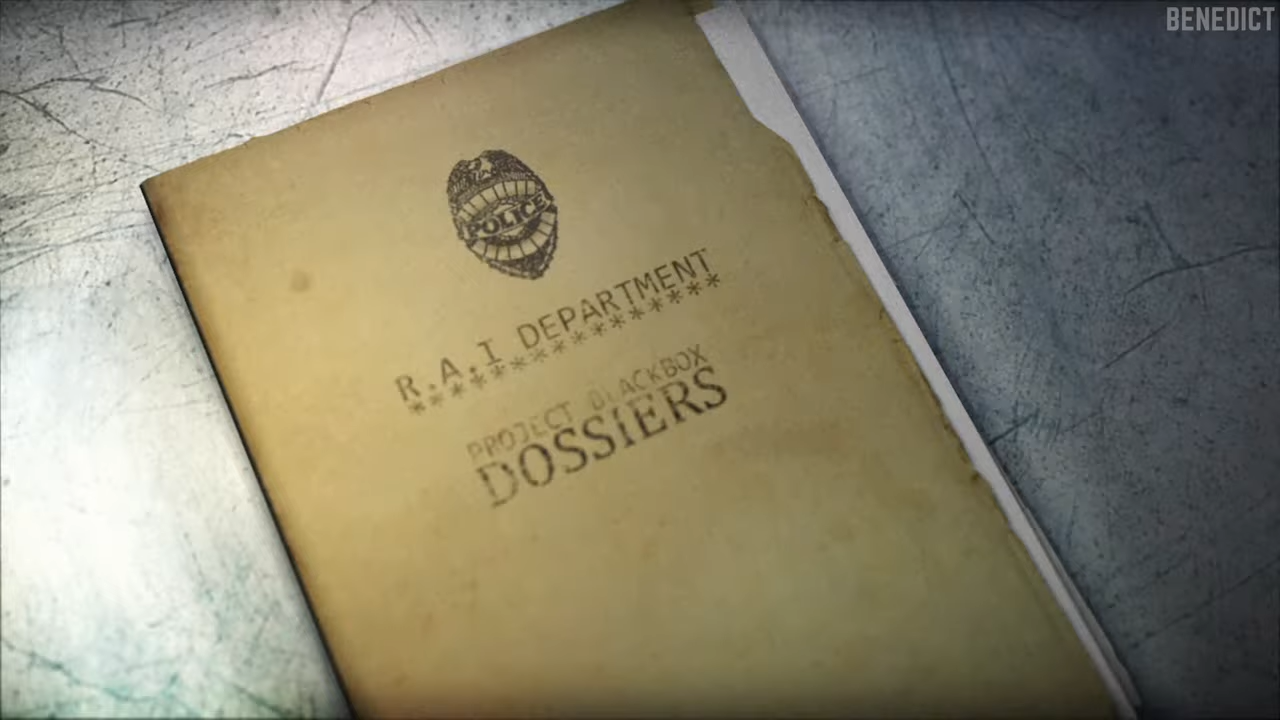 BENEDICT
POLICE
R.A.I DEPARTMENT
****************
PROJECT BLACKBOX
DOSSIERS